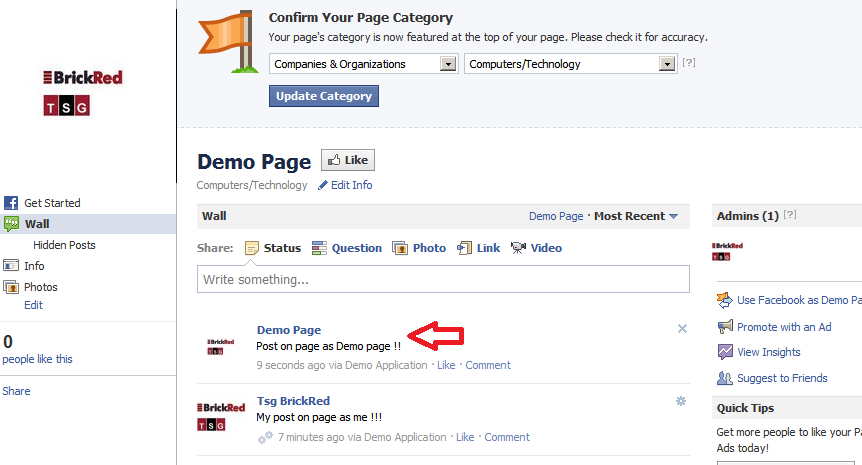 BrickRed
TSG
Get Started
Wall
Hidden Posts
Info
Photos
Edit
0
people like this
Share
Confirm Your Page Category
Your page's category is now featured at the top of your page. Please check it for accuracy.
Companies & Organizations Computers/Technology [?]
Update Category
Demo Page Like
Computers/Technology Edit Info
Wall Demo Page · Most Recent
Share: Status Question Photo Link Video
Write something...
BrickRed
TSG
Demo Page
Post on page as Demo page !!
9 seconds ago via Demo Application · Like · Comment
BrickRed
TSG
Tsg BrickRed
My post on page as me !!!
7 minutes ago via Demo Application · Like · Comment
Admins (1) [?]
BrickRed
TSG
Use Facebook as Demo Pa
Promote with an Ad
View Insights
Suggest to Friends
Quick Tips
Get more people to like your Pa
Ads today!